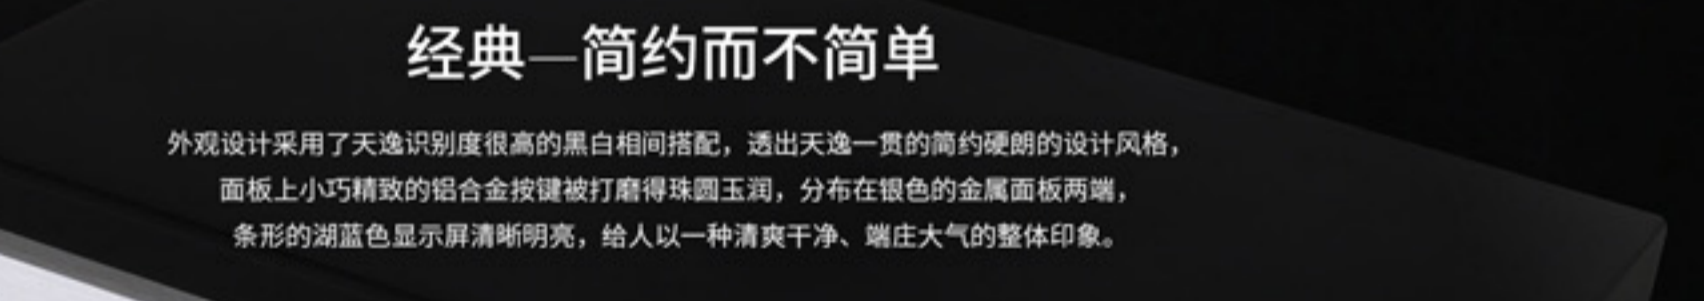 经典—简约而不简单
外观设计采用了天逸识别度很高的黑白相间搭配，透出天逸一贯的简约硬朗的设计风格，
面板上小巧精致的铝合金按键被打磨得珠圆玉润，分布在银色的金属面板两端，
条形的湖蓝色显示屏清晰明亮，给人以一种清爽干净、端庄大气的整体印象。